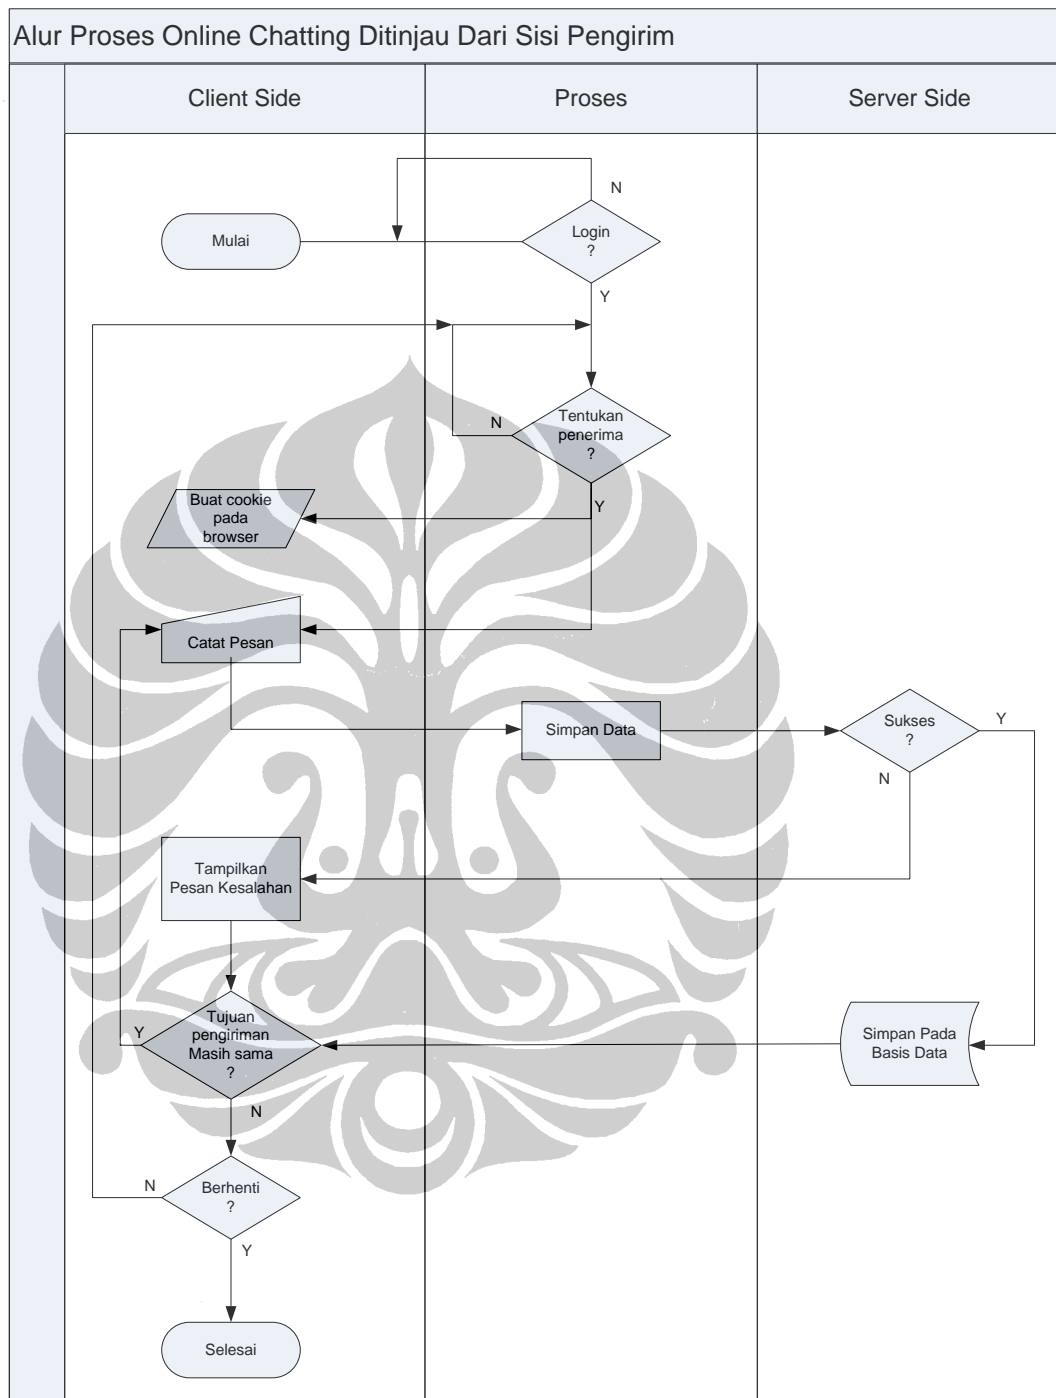 Alur Proses Online Chatting Ditinjau Dari Sisi Pengirim
Client Side
Proses
Server Side
N
Mulai
Login
?
Y
Tentukan
penerima
?
N
Y
Buat cookie
pada
browser
Catat Pesan
Simpan Data
Sukses
?
Y
N
Tampilkan
Pesan Kesalahan
Tujuan
pengiriman
Masih sama
?
Y
N
Simpan Pada
Basis Data
Berhenti
?
N
Y
Selesai